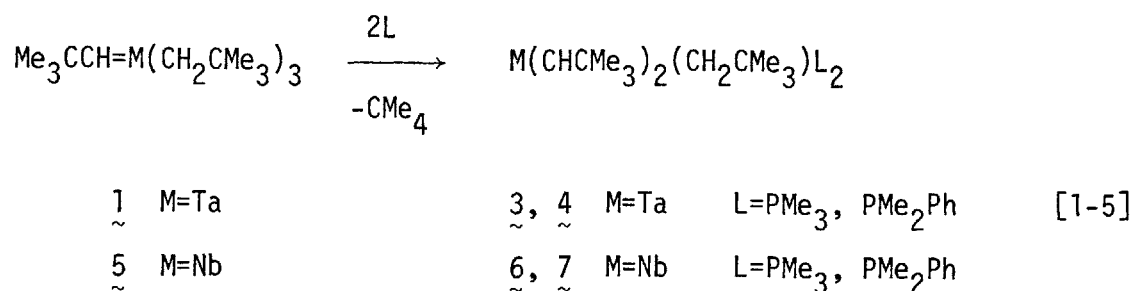 2L
Me₃CCH=M(CH₂CMe₃)₃ ⟶ M(CHCMe₃)₂(CH₂CMe₃)L₂
-CMe₄
1 M=Ta 3, 4 M=Ta L=PMe₃, PMe₂Ph [1-5]
5 M=Nb 6, 7 M=Nb L=PMe₃, PMe₂Ph